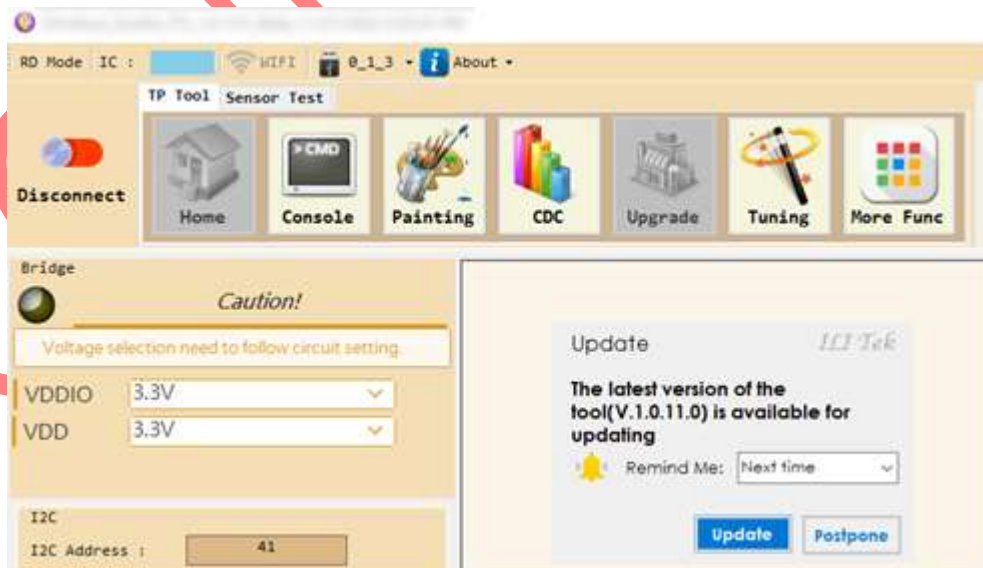 RD Mode IC : WIFI 0_1_3 About
TP Tool Sensor Test
Disconnect
> CMD
Home Console Painting CDC Upgrade Tuning More Func
Bridge
Caution!
Voltage selection need to follow circuit setting.
VDDIO 3.3V
VDD 3.3V
I2C
I2C Address : 41
Update ILI Tek
The latest version of the
tool(V.1.0.11.0) is available for
updating
Remind Me: Next time
Update Postpone